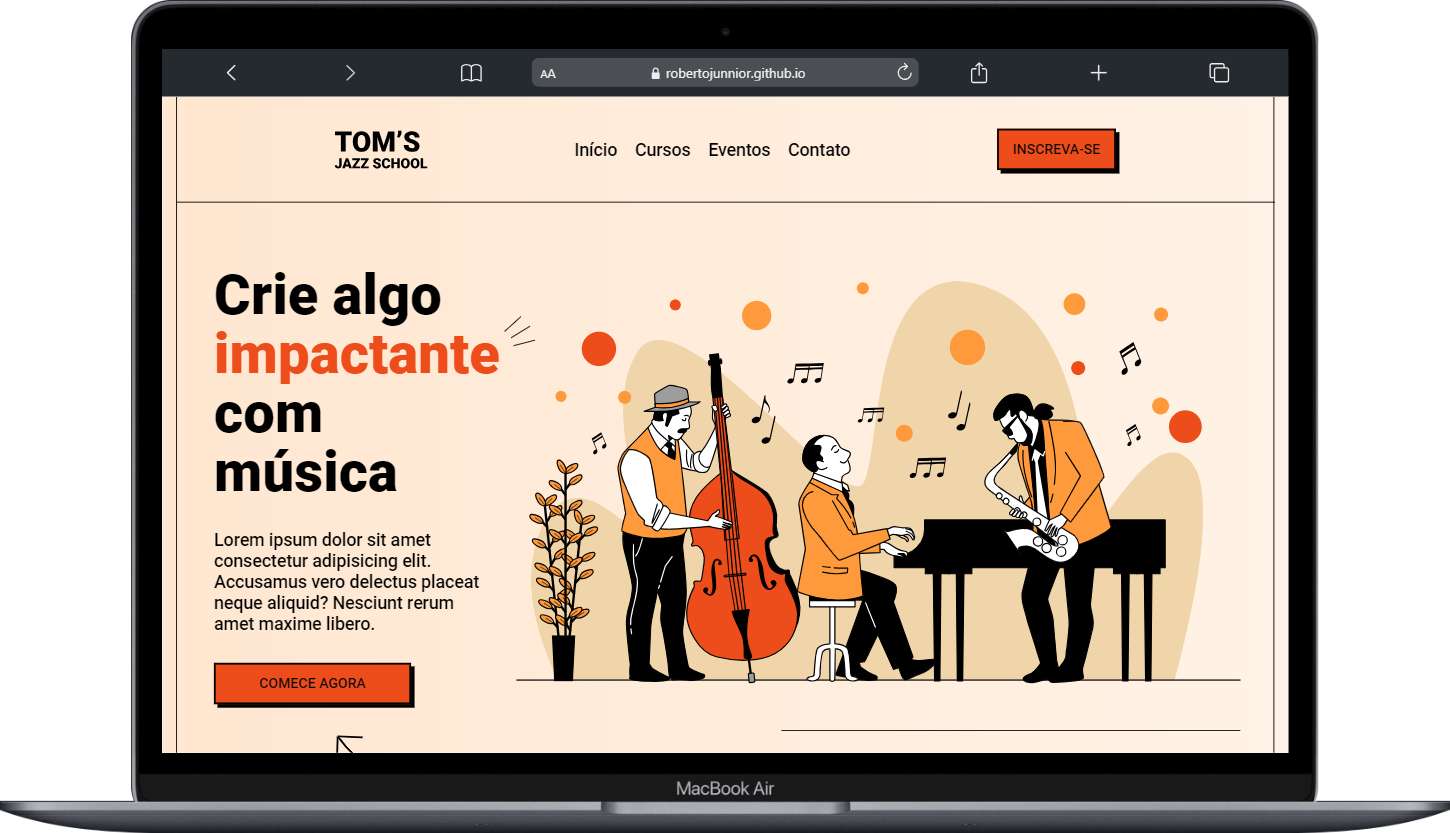 AA
robertojunnior.github.io
TOM'S
JAZZ SCHOOL
Início Cursos Eventos Contato
INSCREVA-SE
Crie algo
impactante
com
música
Lorem ipsum dolor sit amet
consectetur adipisicing elit.
Accusamus vero delectus placeat
neque aliquid? Nesciunt rerum
amet maxime libero.
COMECE AGORA
MacBook Air